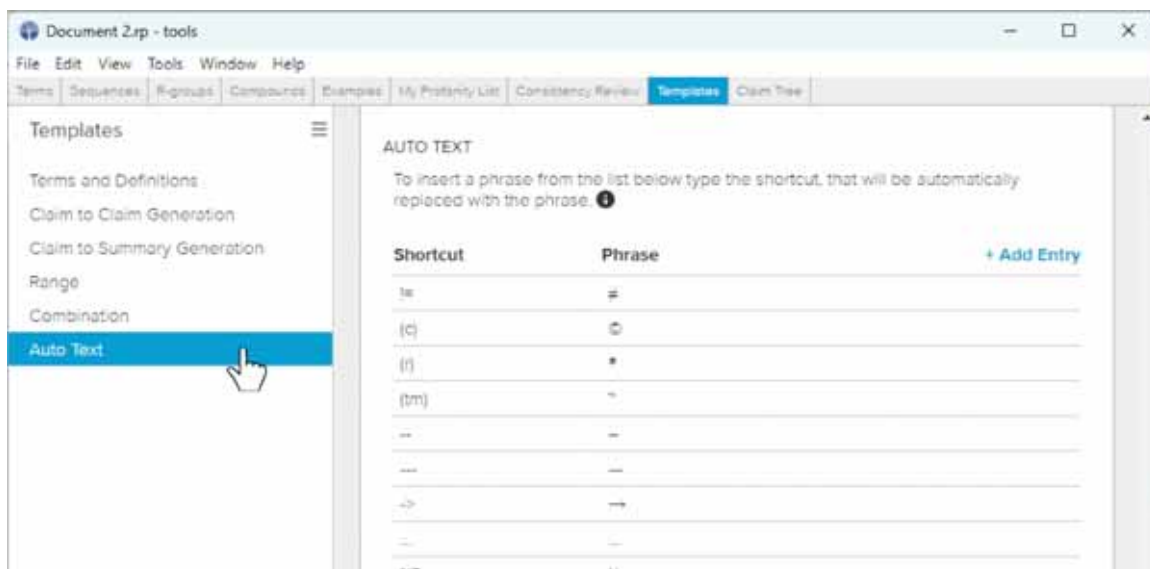 Document 2.rp - tools
File Edit View Tools Window Help
Terms Sequences R-groups Compounds Examples My Profanity List Consistency Review Templates Claim Tree
Templates
Terms and Definitions
Claim to Claim Generation
Claim to Summary Generation
Range
Combination
Auto Text
AUTO TEXT
To insert a phrase from the list below type the shortcut, that will be automatically
replaced with the phrase.
Shortcut Phrase + Add Entry
!= ≠
(c) ©
(r)
(tm)
-- –
--- —
-> →